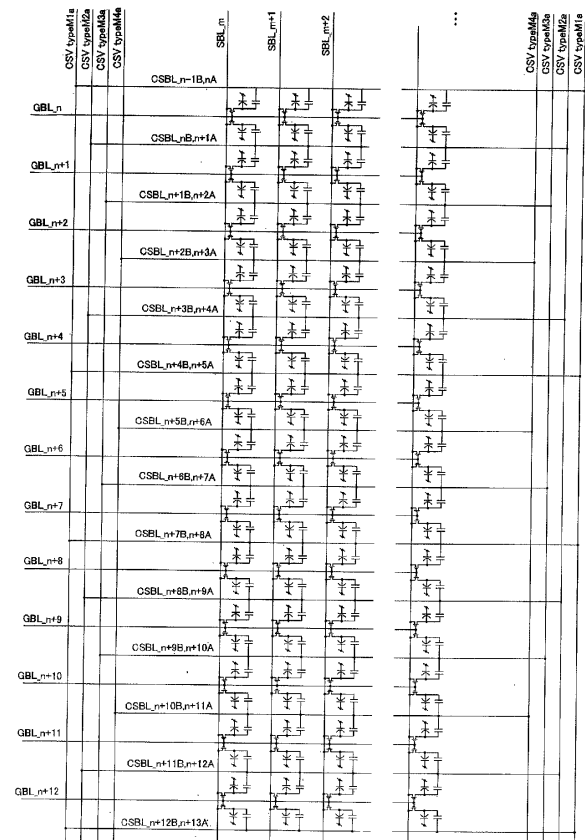 CSV typeM1a
CSV typeM2a
CSV typeM3a
CSV typeM4a
SBL_m
SBL_m+1
SBL_m+2
CSV typeM4a
CSV typeM3a
CSV typeM2a
CSV typeM1a
CSBL_n-1B,nA
GBL_n
CSBL_nB,n+1A
GBL_n+1
CSBL_n+1B,n+2A
GBL_n+2
CSBL_n+2B,n+3A
GBL_n+3
CSBL_n+3B,n+4A
GBL_n+4
CSBL_n+4B,n+5A
GBL_n+5
CSBL_n+5B,n+6A
GBL_n+6
CSBL_n+6B,n+7A
GBL_n+7
CSBL_n+7B,n+8A
GBL_n+8
CSBL_n+8B,n+9A
GBL_n+9
CSBL_n+9B,n+10A
GBL_n+10
CSBL_n+10B,n+11A
GBL_n+11
CSBL_n+11B,n+12A
GBL_n+12
CSBL_n+12B,n+13A